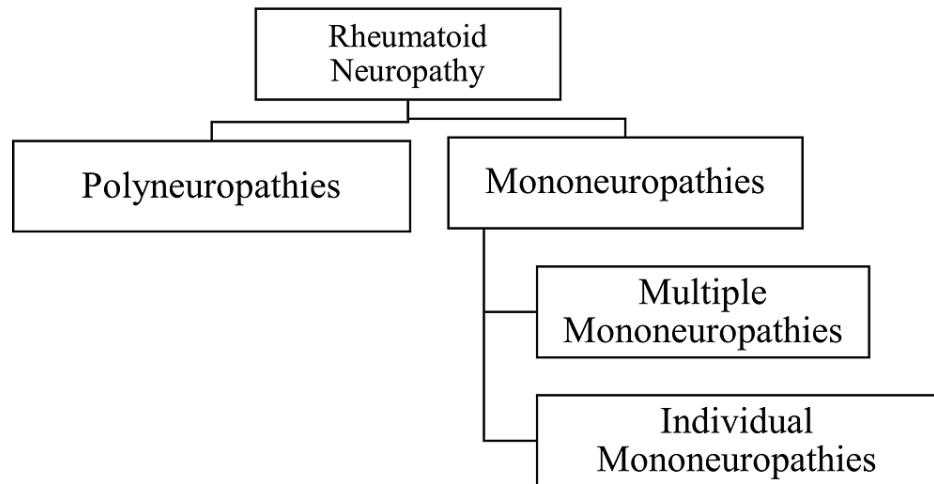 Rheumatoid
Neuropathy
Polyneuropathies
Mononeuropathies
Multiple
Mononeuropathies
Individual
Mononeuropathies